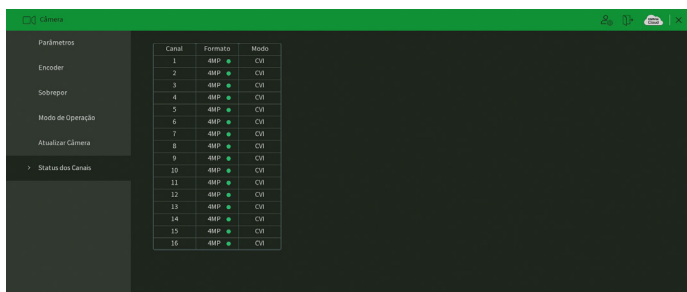 Câmera
Parâmetros
Encoder
Sobrepor
Modo de Operação
Atualizar Câmera
> Status dos Canais
Canal Formato Modo
1 4MP CVI
2 4MP CVI
3 4MP CVI
4 4MP CVI
5 4MP CVI
6 4MP CVI
7 4MP CVI
8 4MP CVI
9 4MP CVI
10 4MP CVI
11 4MP CVI
12 4MP CVI
13 4MP CVI
14 4MP CVI
15 4MP CVI
16 4MP CVI